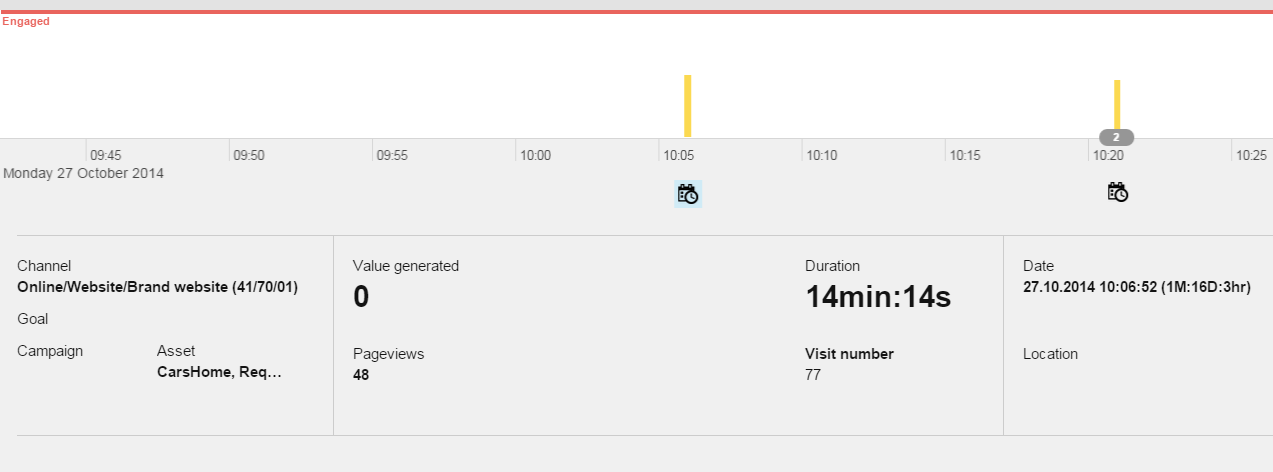 Engaged
2
09:45 09:50 09:55 10:00 10:05 10:10 10:15 10:20 10:25
Monday 27 October 2014
Channel
Online/Website/Brand website (41/70/01)
Goal
Campaign
Asset
CarsHome, Req...
Value generated
0
Pageviews
48
Duration
14min:14s
Visit number
77
Date
27.10.2014 10:06:52 (1M:16D:3hr)
Location